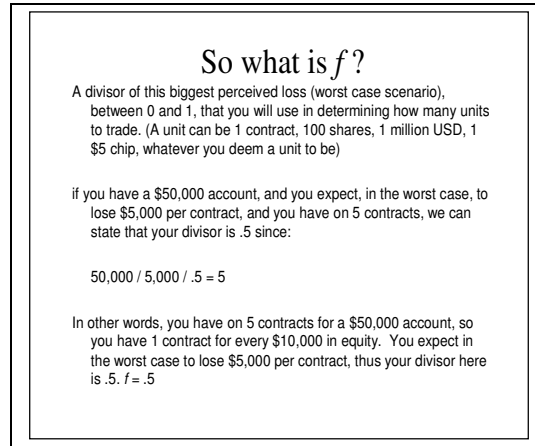 So what is f ?
A divisor of this biggest perceived loss (worst case scenario),
between 0 and 1, that you will use in determining how many units
to trade. (A unit can be 1 contract, 100 shares, 1 million USD, 1
$5 chip, whatever you deem a unit to be)
if you have a $50,000 account, and you expect, in the worst case, to
lose $5,000 per contract, and you have on 5 contracts, we can
state that your divisor is .5 since:
50,000 / 5,000 / .5 = 5
In other words, you have on 5 contracts for a $50,000 account, so
you have 1 contract for every $10,000 in equity.  You expect in
the worst case to lose $5,000 per contract, thus your divisor here
is .5. f = .5